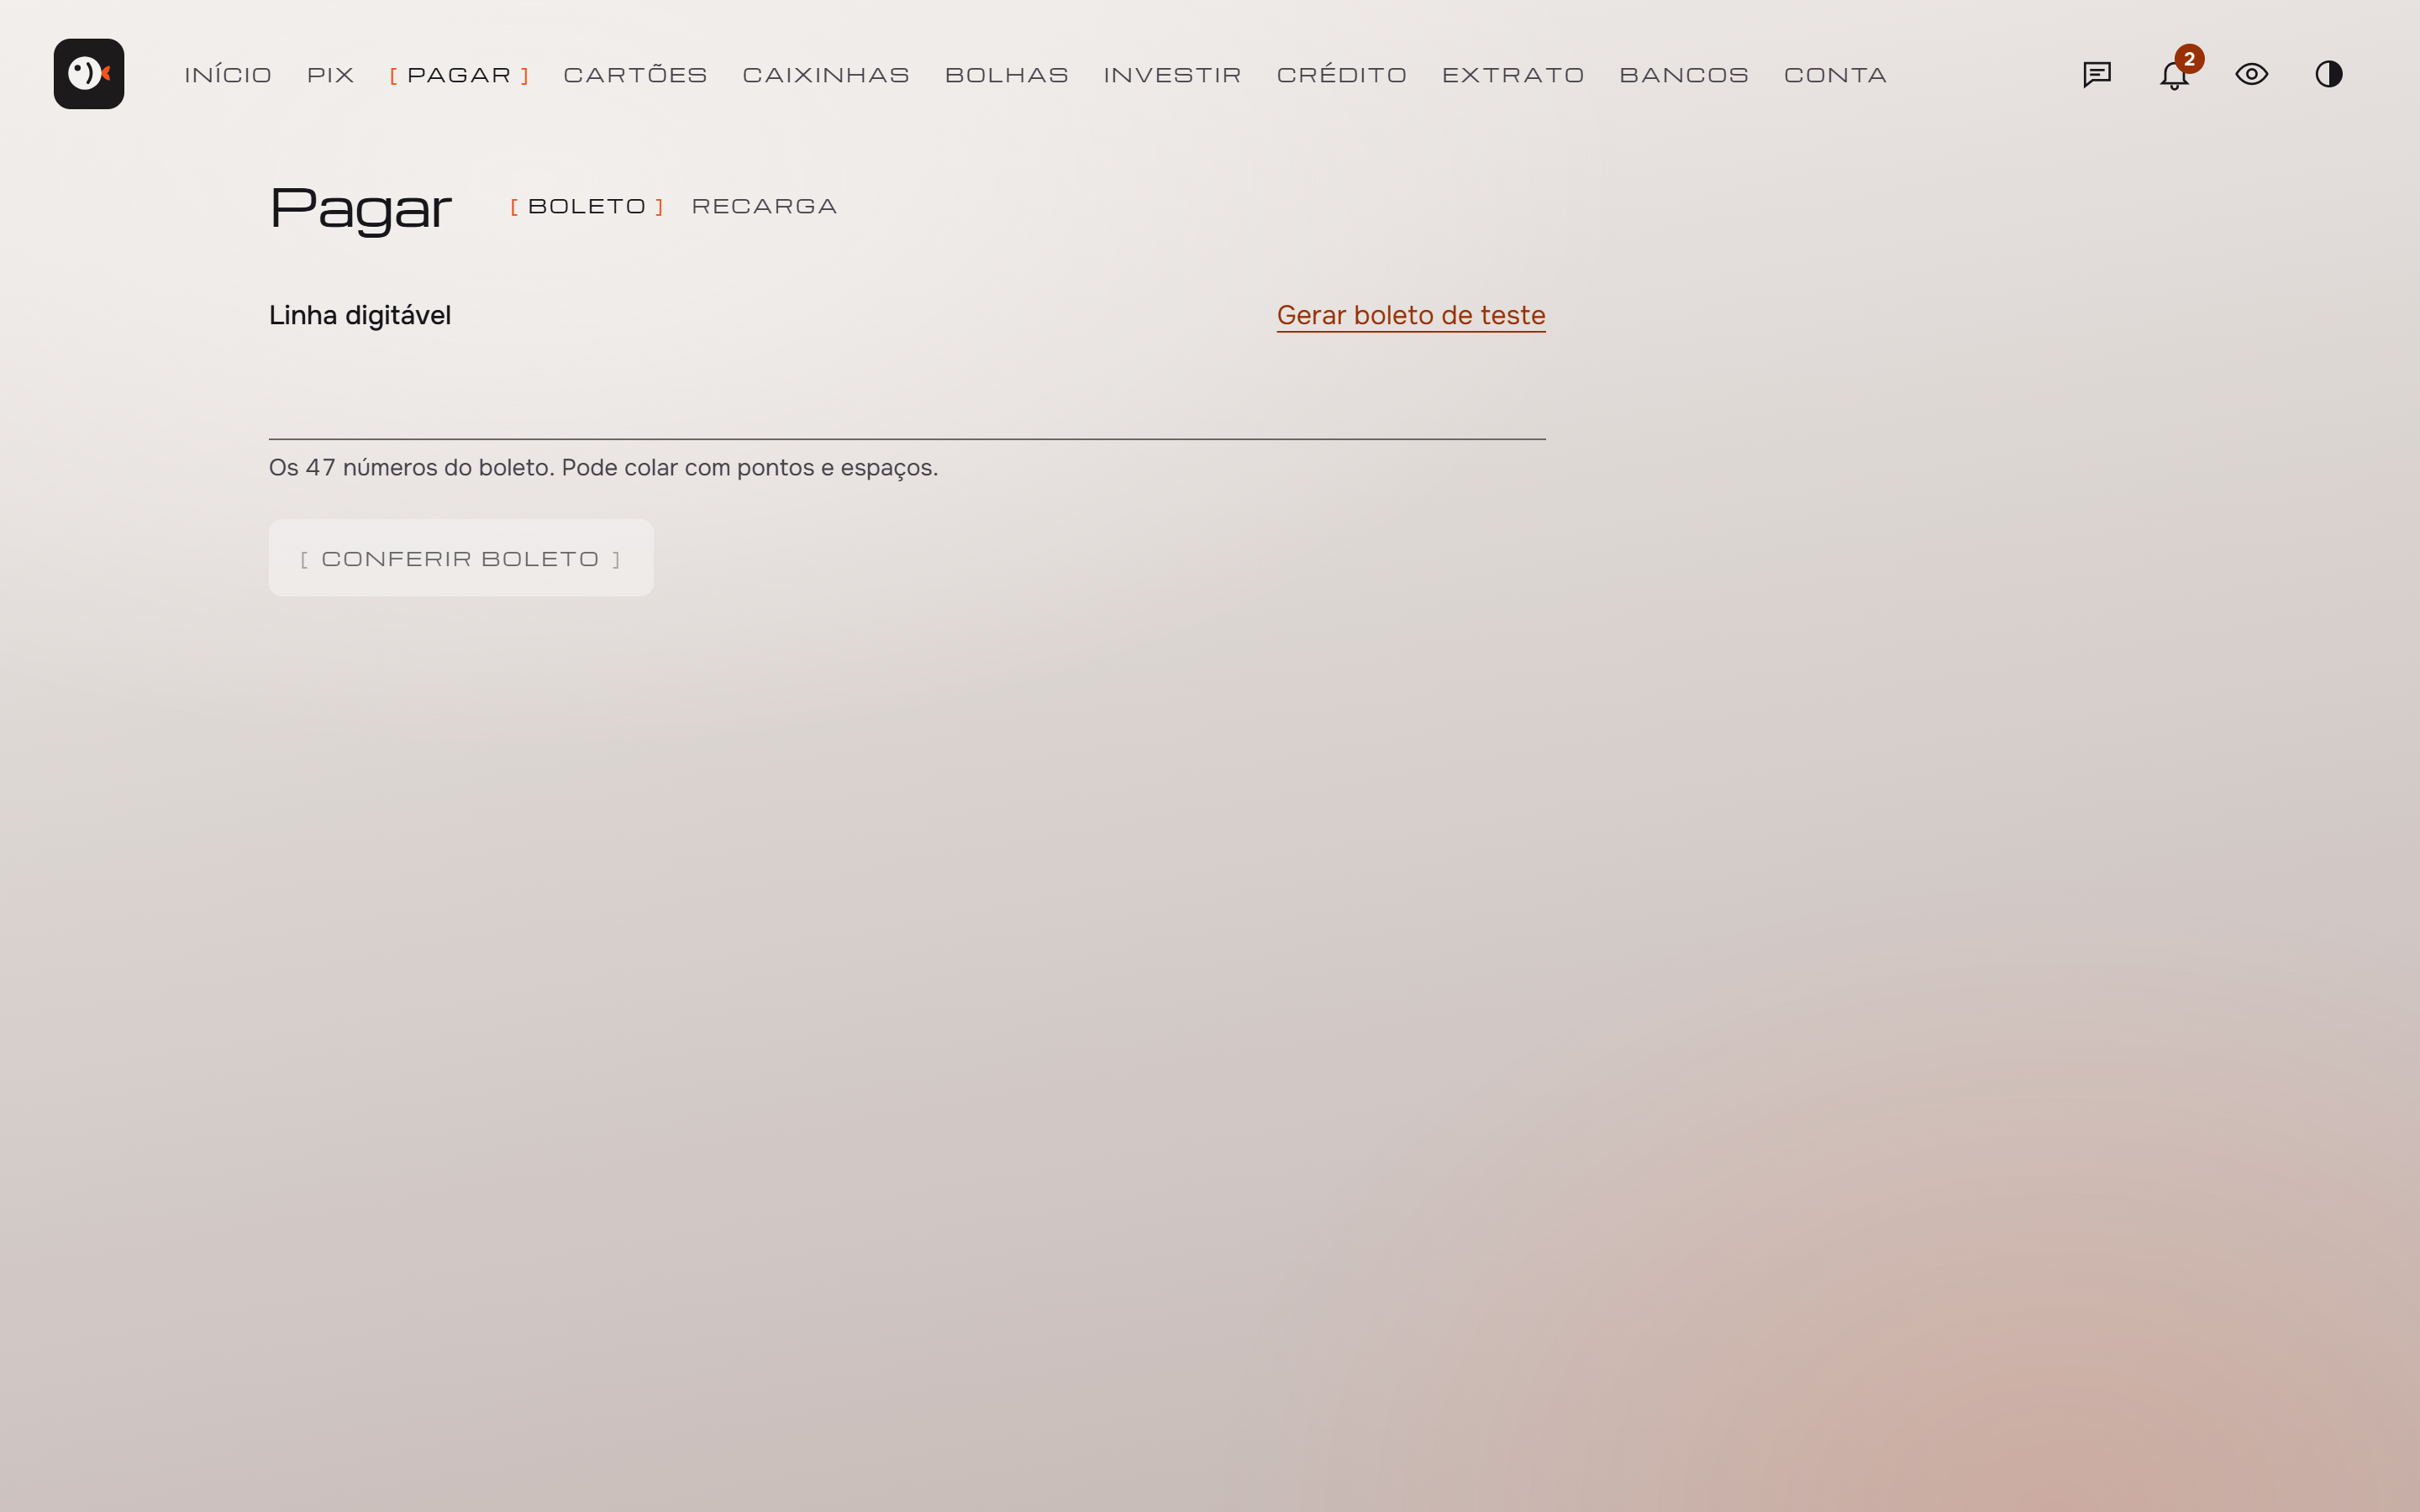 INÍCIO PIX [ PAGAR ] CARTÕES CAIXINHAS BOLHAS INVESTIR CRÉDITO EXTRATO BANCOS CONTA 2
Pagar [ BOLETO ] RECARGA
Linha digitável Gerar boleto de teste
Os 47 números do boleto. Pode colar com pontos e espaços.
[ CONFERIR BOLETO ]